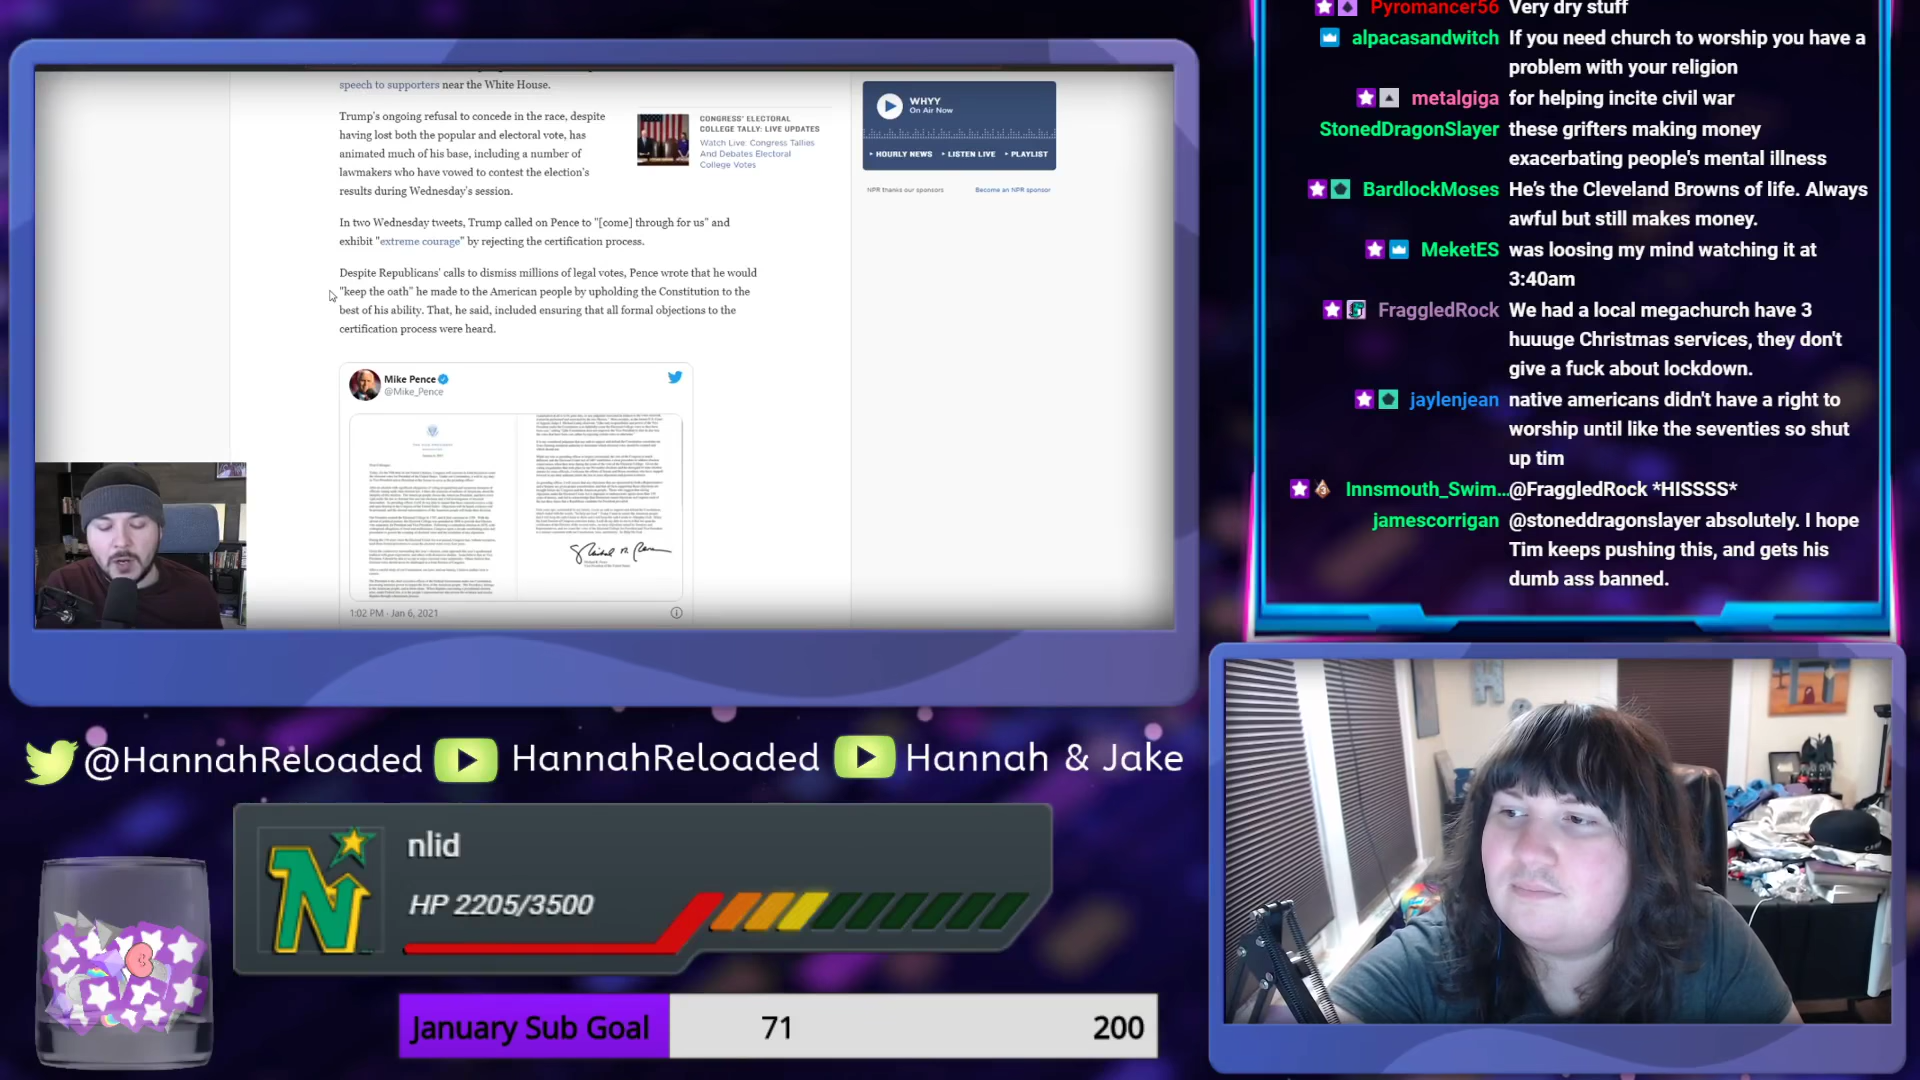 speech to supporters near the White House.
Trump's ongoing refusal to concede in the race, despite
having lost both the popular and electoral vote, has
animated much of his base, including a number of
lawmakers who have vowed to contest the election's
results during Wednesday's session.
CONGRESS' ELECTORAL
COLLEGE TALLY: LIVE UPDATES
Watch Live: Congress Tallies
And Debates Electoral
College Votes
In two Wednesday tweets, Trump called on Pence to "[come] through for us" and
exhibit "extreme courage" by rejecting the certification process.
Despite Republicans' calls to dismiss millions of legal votes, Pence wrote that he would
"keep the oath" he made to the American people by upholding the Constitution to the
best of his ability. That, he said, included ensuring that all formal objections to the
certification process were heard.
Mike Pence
@Mike_Pence
1:02 PM · Jan 6, 2021
WHYY
On Air Now
HOURLY NEWS LISTEN LIVE PLAYLIST
NPR thanks our sponsors Become an NPR sponsor
Pyromancer56 Very dry stuff
alpacasandwitch If you need church to worship you have a
problem with your religion
metalgiga for helping incite civil war
StonedDragonSlayer these grifters making money
exacerbating people's mental illness
BardlockMoses He's the Cleveland Browns of life. Always
awful but still makes money.
MeketES was loosing my mind watching it at
3:40am
FraggledRock We had a local megachurch have 3
huuuge Christmas services, they don't
give a fuck about lockdown.
jaylenjean native americans didn't have a right to
worship until like the seventies so shut
up tim
Innsmouth_Swim... @FraggledRock *HISSSS*
jamescorrigan @stoneddragonslayer absolutely. I hope
Tim keeps pushing this, and gets his
dumb ass banned.
@HannahReloaded HannahReloaded Hannah & Jake
nlid
HP 2205/3500
January Sub Goal 71 200